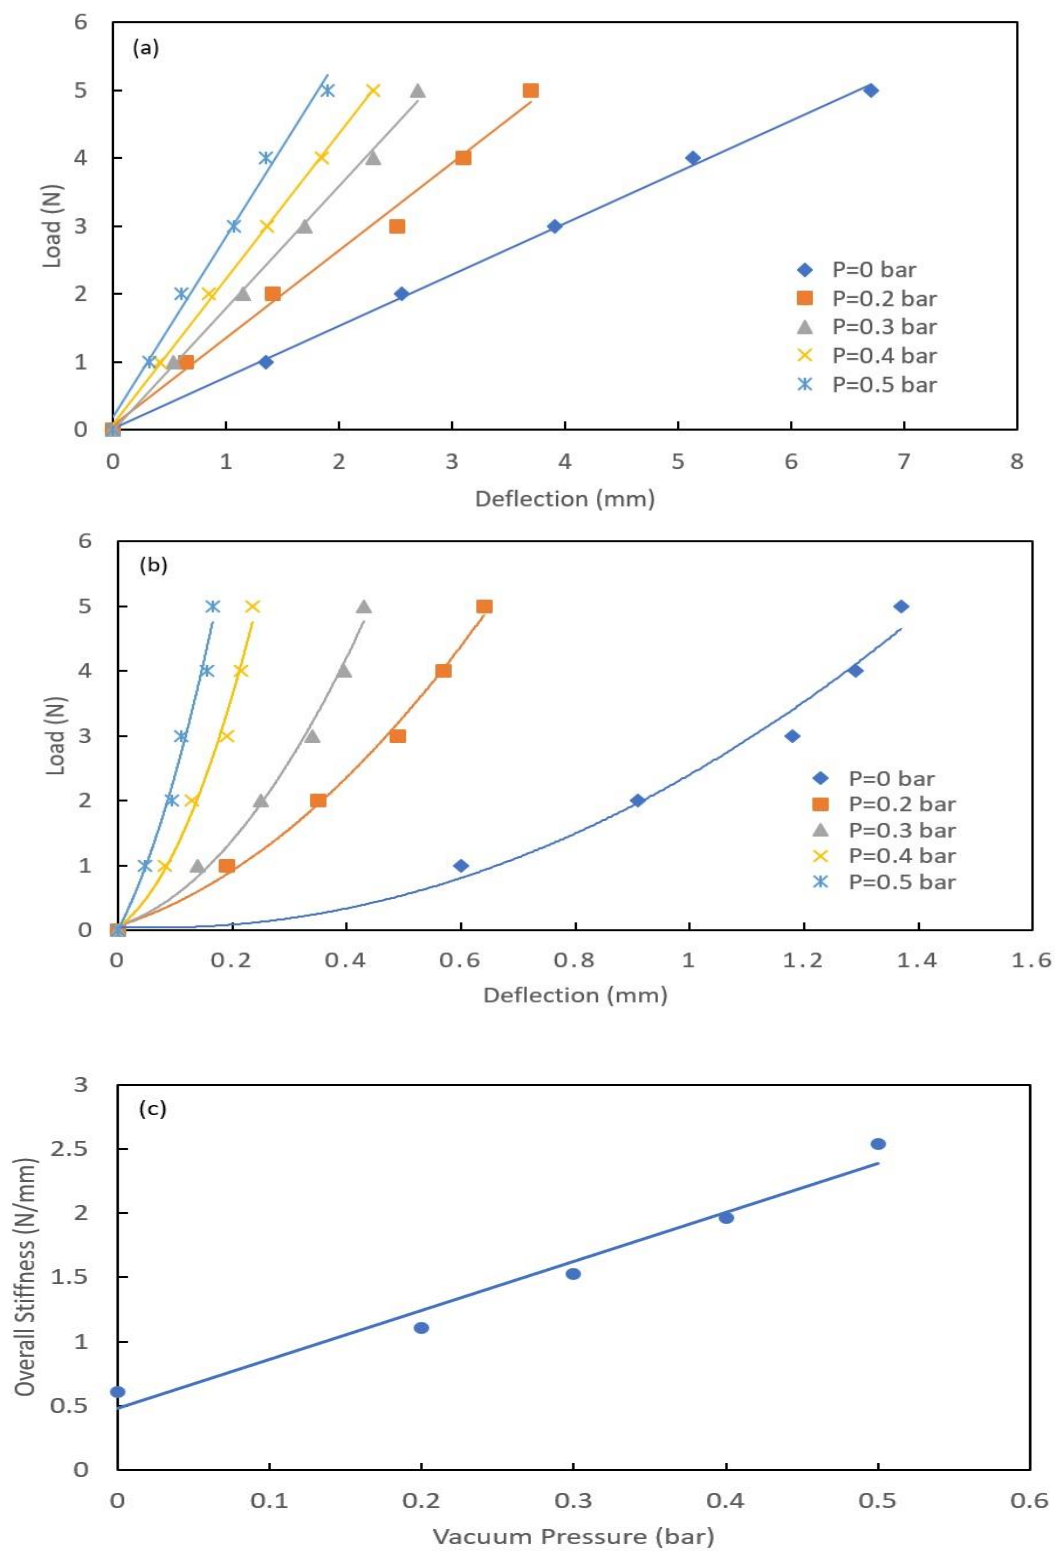 6
(a)
5
4
3
2
1
0
Load (N)
P=0 bar
P=0.2 bar
P=0.3 bar
P=0.4 bar
P=0.5 bar
0 1 2 3 4 5 6 7 8
Deflection (mm)
6
(b)
5
4
3
2
1
0
Load (N)
P=0 bar
P=0.2 bar
P=0.3 bar
P=0.4 bar
P=0.5 bar
0 0.2 0.4 0.6 0.8 1 1.2 1.4 1.6
Deflection (mm)
3
(c)
2.5
2
1.5
1
0.5
0
Overall Stiffness (N/mm)
0 0.1 0.2 0.3 0.4 0.5 0.6
Vacuum Pressure (bar)